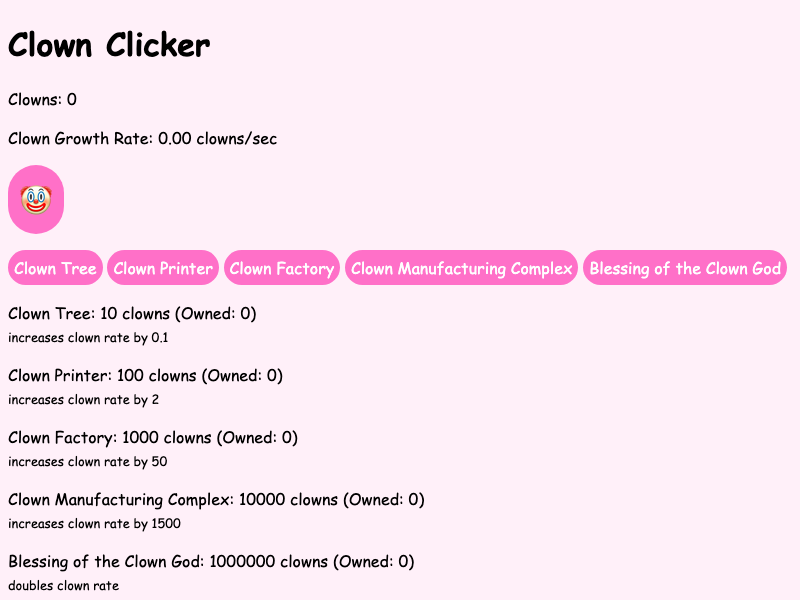 Clown Clicker
Clowns: 0
Clown Growth Rate: 0.00 clowns/sec
Clown Tree Clown Printer Clown Factory Clown Manufacturing Complex Blessing of the Clown God
Clown Tree: 10 clowns (Owned: 0)
increases clown rate by 0.1
Clown Printer: 100 clowns (Owned: 0)
increases clown rate by 2
Clown Factory: 1000 clowns (Owned: 0)
increases clown rate by 50
Clown Manufacturing Complex: 10000 clowns (Owned: 0)
increases clown rate by 1500
Blessing of the Clown God: 1000000 clowns (Owned: 0)
doubles clown rate